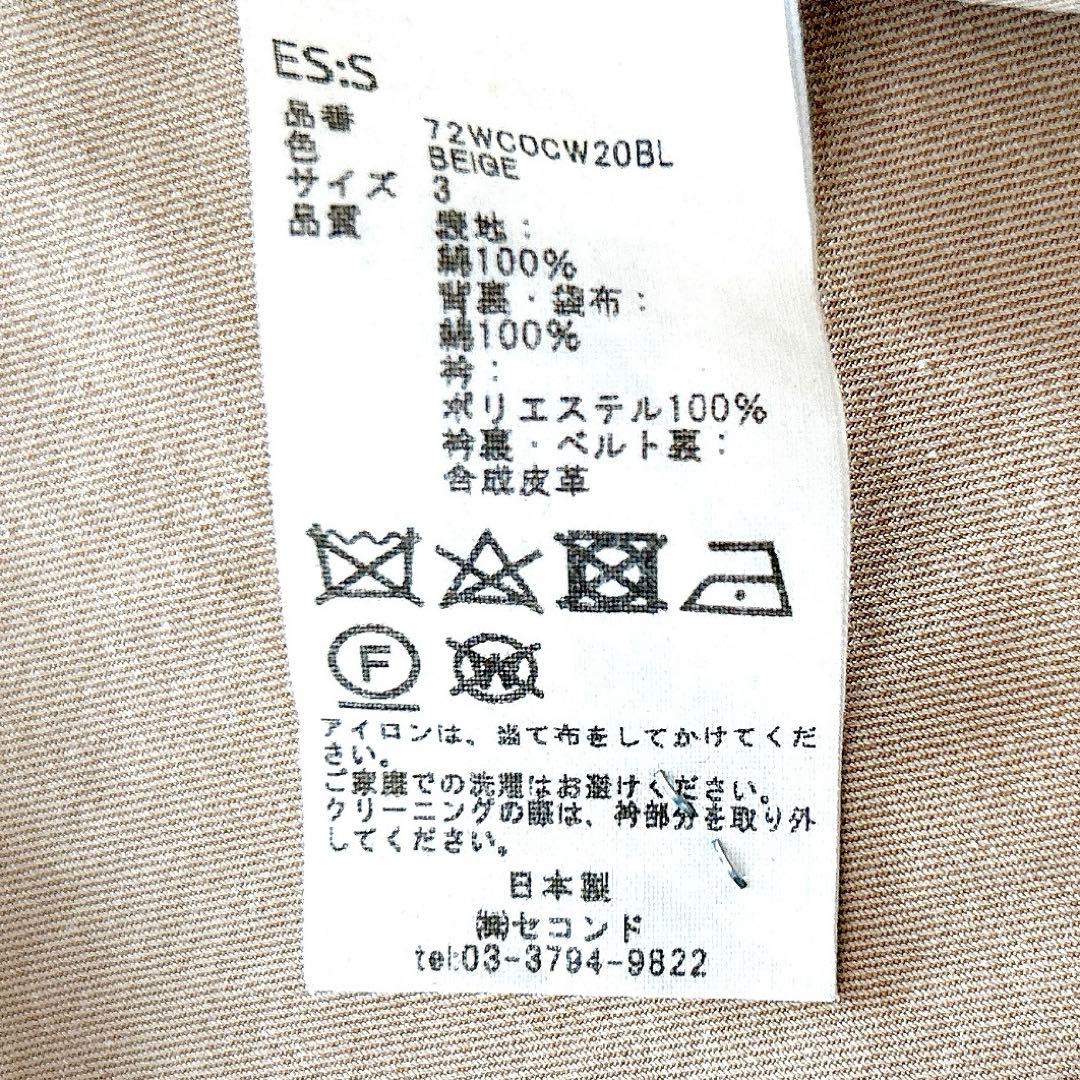 ES:S
品番 72WCOCW20BL
色 BEIGE
サイズ 3
品質 表地:
綿100%
背裏・袋布:
綿100%
衿:
ポリエステル100%
衿裏・ベルト裏:
合成皮革
F
W
アイロンは、当て布をしてかけてくだ
さい。
ご家庭での洗濯はお避けください。
クリーニングの際は、衿部分を取り外
してください。
日本製
㈱セコンド
tel:03-3794-9822